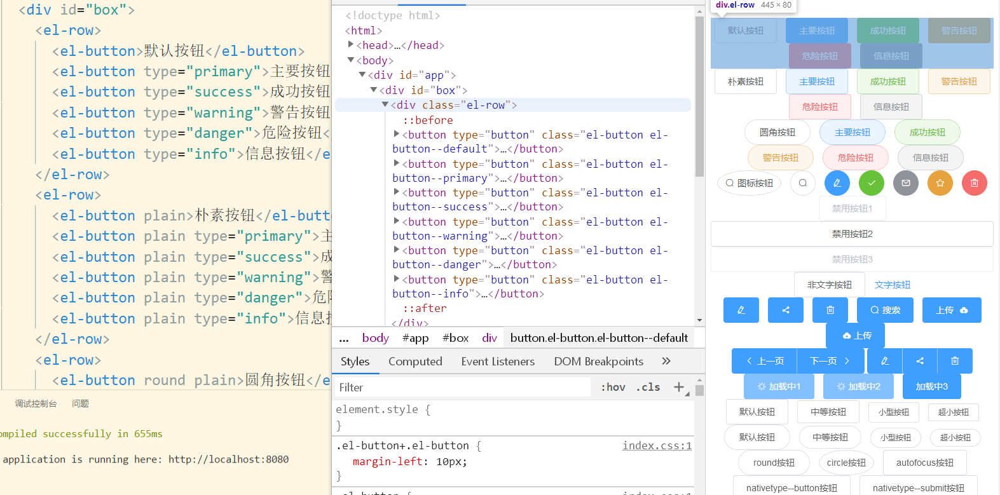 <div id="box">
<el-row>
<el-button>默认按钮</el-button>
<el-button type="primary">主要按钮
<el-button type="success">成功按钮
<el-button type="warning">警告按钮
<el-button type="danger">危险按钮<
<el-button type="info">信息按钮</e
</el-row>
<el-row>
<el-button plain>朴素按钮</el-butt
<el-button plain type="primary">主
<el-button plain type="success">成
<el-button plain type="warning">警
<el-button plain type="danger">危险
<el-button plain type="info">信息按
</el-row>
<el-row>
<el-button round plain>圆角按钮</e
调试控制台 问题
ompiled successfully in 655ms
application is running here: http://localhost:8080
<!doctype html>
<html>
<head>…</head>
<body>
<div id="app">
<div id="box">
<div class="el-row">
::before
<button type="button" class="el-button el-
button--default">…</button>
<button type="button" class="el-button el-
button--primary">…</button>
<button type="button" class="el-button el-
button--success">…</button>
<button type="button" class="el-button el-
button--warning">…</button>
<button type="button" class="el-button el-
button--danger">…</button>
<button type="button" class="el-button el-
button--info">…</button>
::after
</div>
... body #app #box div button.el-button.el-button--default
Styles Computed Event Listeners DOM Breakpoints »
Filter :hov .cls +
element.style {
}
.el-button+.el-button { index.css:1
margin-left: 10px;
}
.el-button { index.css:1
div.el-row 445 × 80
默认按钮 主要按钮 成功按钮 警告按钮
危险按钮 信息按钮
朴素按钮 主要按钮 成功按钮 警告按钮
危险按钮 信息按钮
圆角按钮 主要按钮 成功按钮
警告按钮 危险按钮 信息按钮
图标按钮
禁用按钮1
禁用按钮2
禁用按钮3
非文字按钮 文字按钮
搜索 上传
上传
上一页 下一页
加载中1 加载中2 加载中3
默认按钮 中等按钮 小型按钮 超小按钮
默认按钮 中等按钮 小型按钮 超小按钮
round按钮 circle按钮 autofocus按钮
nativetype--button按钮 nativetype--submit按钮